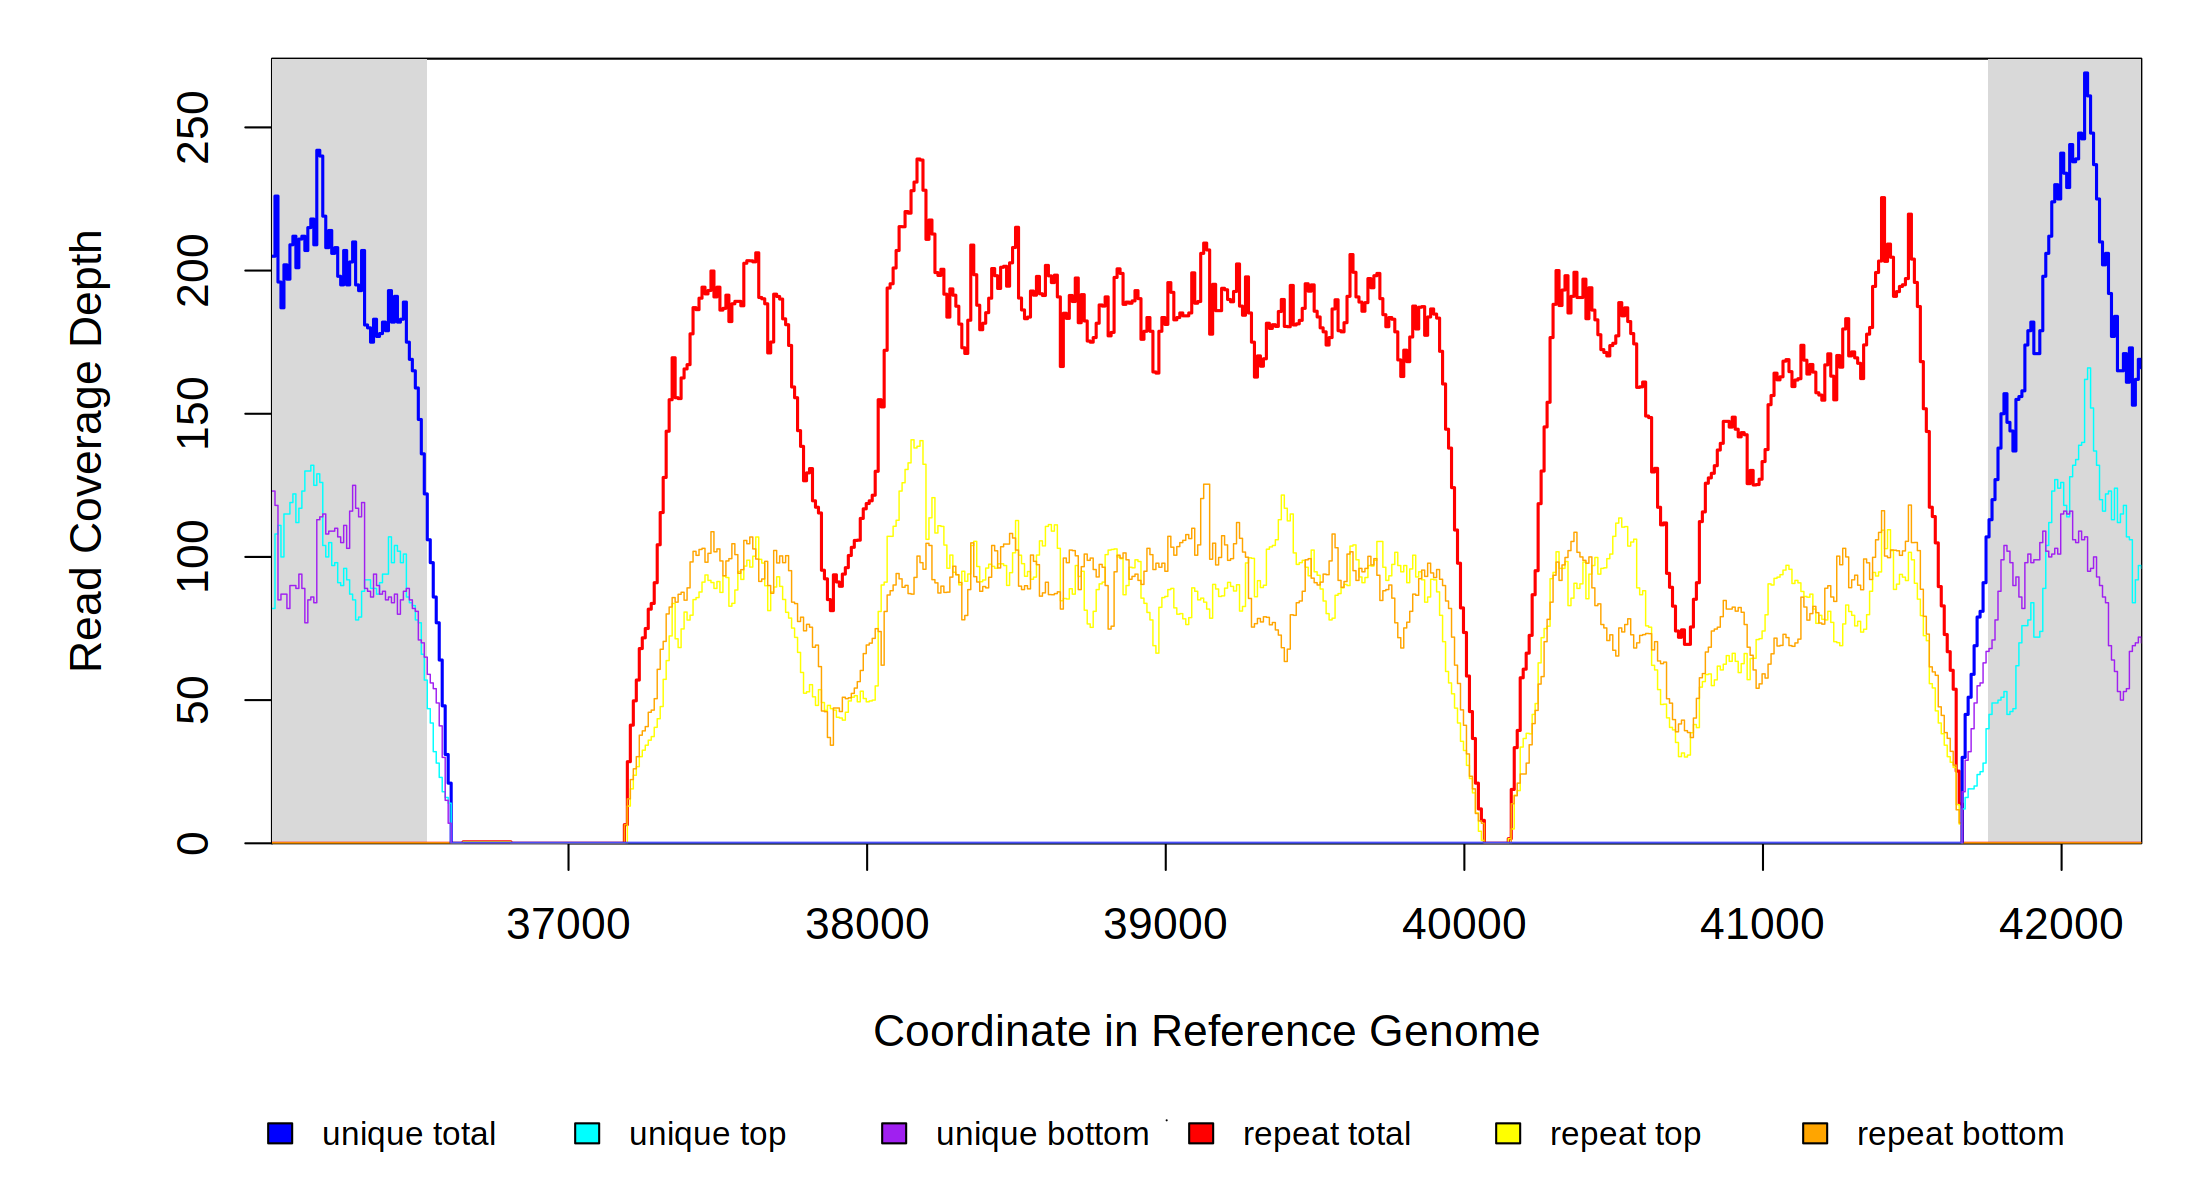 Read Coverage Depth
250
200
150
100
50
0
37000 38000 39000 40000 41000 42000
Coordinate in Reference Genome
unique total unique top unique bottom repeat total repeat top repeat bottom